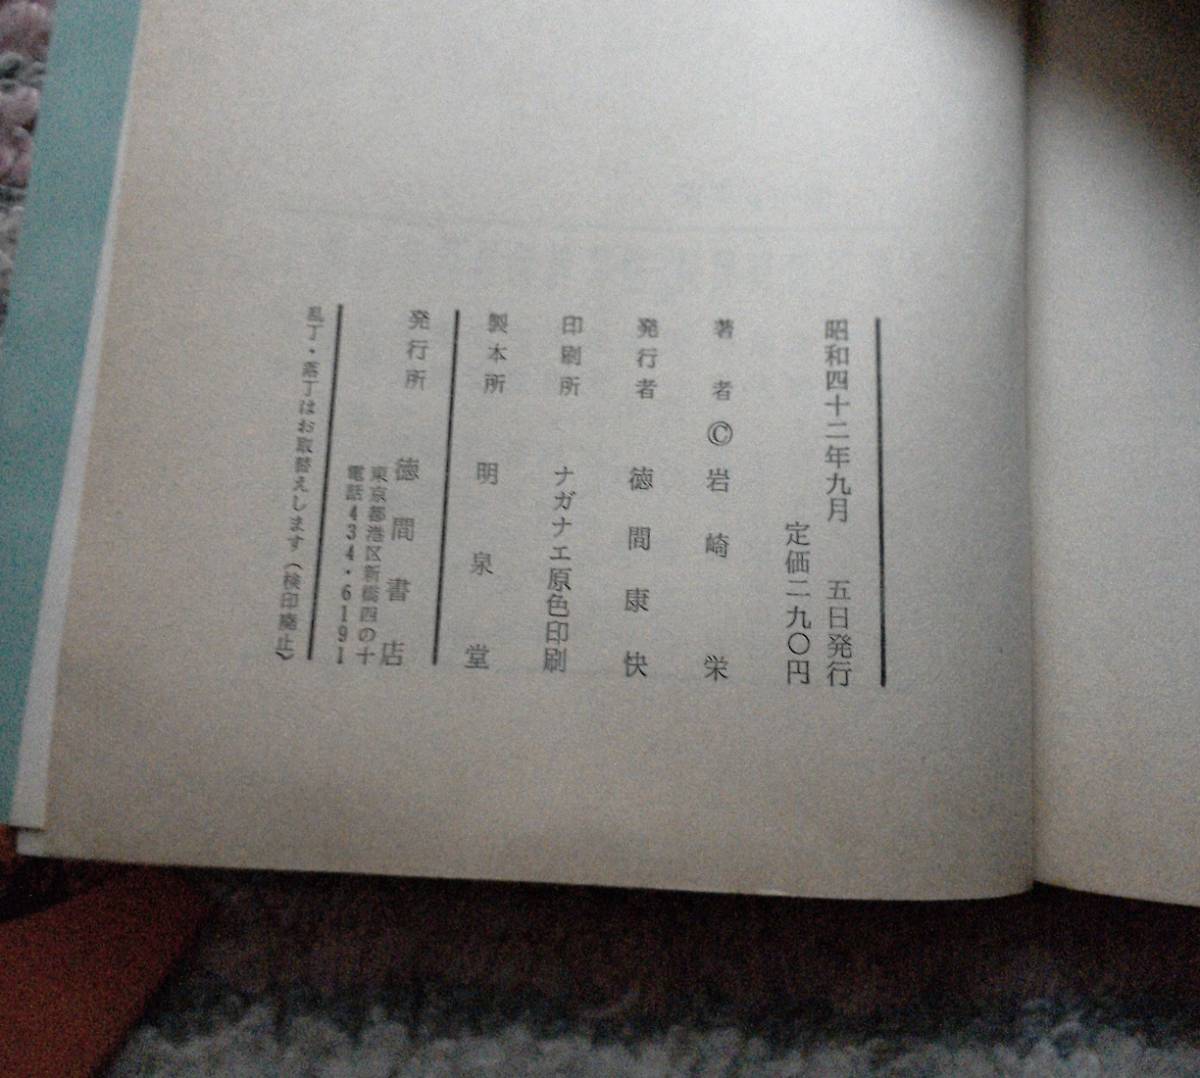 昭和四十二年九月　五日発行
定価二九〇円
著者©岩崎栄
発行者　徳間康快
印刷所　ナガナエ原色印刷
製本所　明泉堂
発行所　徳間書店
東京都港区新橋四の十
電話434・6191
乱丁・落丁はお取替えします（検印廃止）